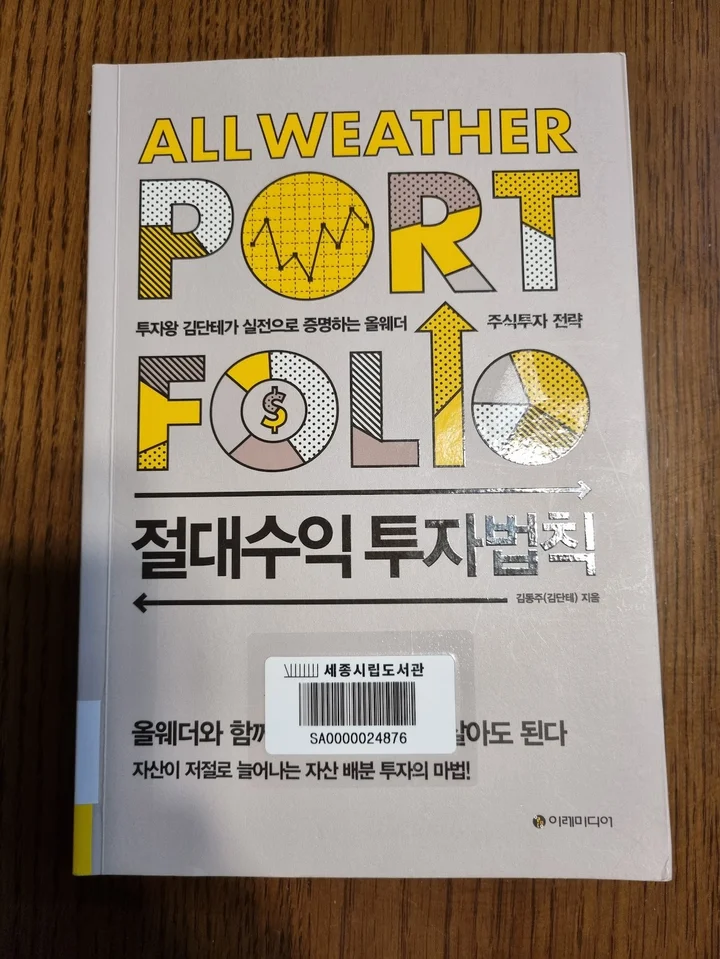 ALL WEATHER
PORT
투자왕 김단테가 실전으로 증명하는 올웨더 주식투자 전략
FOLIO
$
절대수익 투자법칙
김동주(김단테) 지음
세종시립도서관
SA0000024876
올웨더와 함께 살아도 된다
자산이 저절로 늘어나는 자산 배분 투자의 마법!
이레미디어